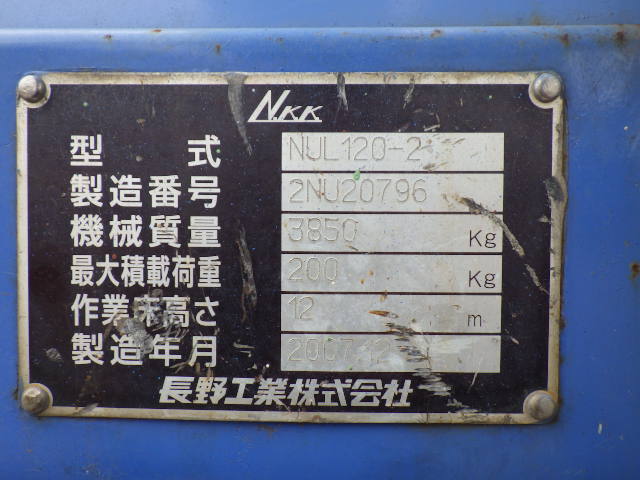 N.K.K
型式 NUL120-2
製造番号 2NU20796
機械質量 3850 Kg
最大積載荷重 200 Kg
作業床高さ 12 m
製造年月 2007.12
長野工業株式会社